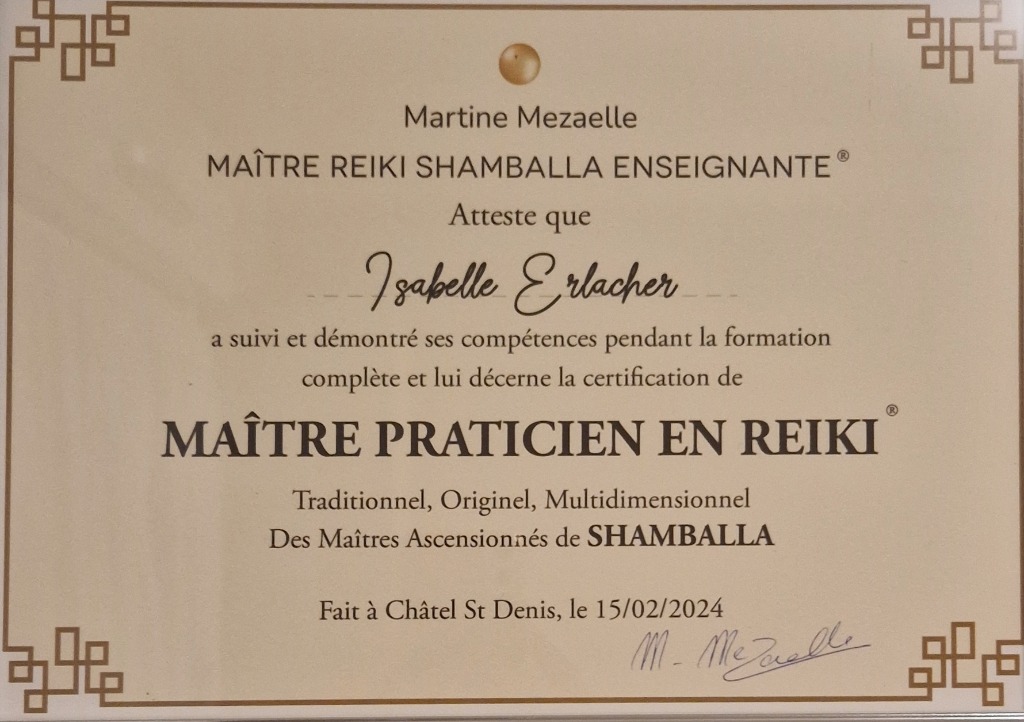 Martine Mezaelle
MAÎTRE REIKI SHAMBALLA ENSEIGNANTE®
Atteste que
Isabelle Erlacher
a suivi et démontré ses compétences pendant la formation
complète et lui décerne la certification de
MAÎTRE PRATICIEN EN REIKI®
Traditionnel, Originel, Multidimensionnel
Des Maîtres Ascensionnés de SHAMBALLA
Fait à Châtel St Denis, le 15/02/2024
M. Mezaelle